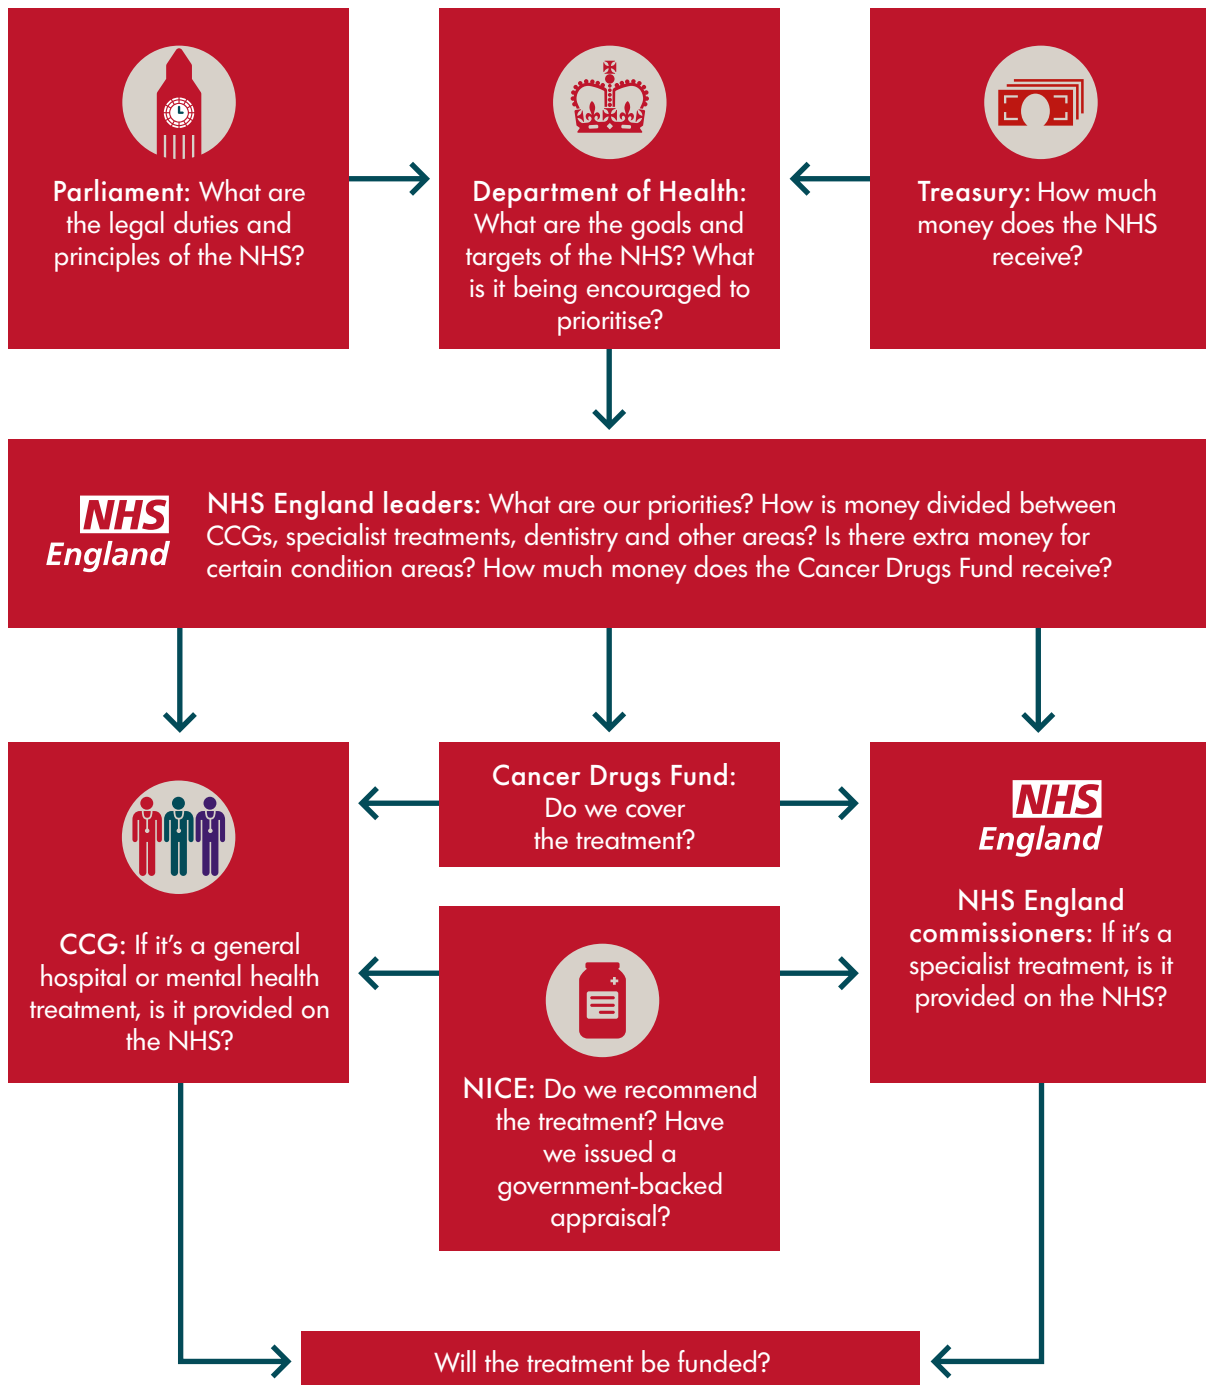 Parliament: What are
the legal duties and
principles of the NHS?
Department of Health:
What are the goals and
targets of the NHS? What
is it being encouraged to
prioritise?
Treasury: How much
money does the NHS
receive?
NHS
England
NHS England leaders: What are our priorities? How is money divided between
CCGs, specialist treatments, dentistry and other areas? Is there extra money for
certain condition areas? How much money does the Cancer Drugs Fund receive?
CCG: If it’s a general
hospital or mental health
treatment, is it provided on
the NHS?
Cancer Drugs Fund:
Do we cover
the treatment?
NICE: Do we recommend
the treatment? Have
we issued a
government-backed
appraisal?
NHS
England
NHS England
commissioners: If it’s a
specialist treatment, is it
provided on the NHS?
Will the treatment be funded?